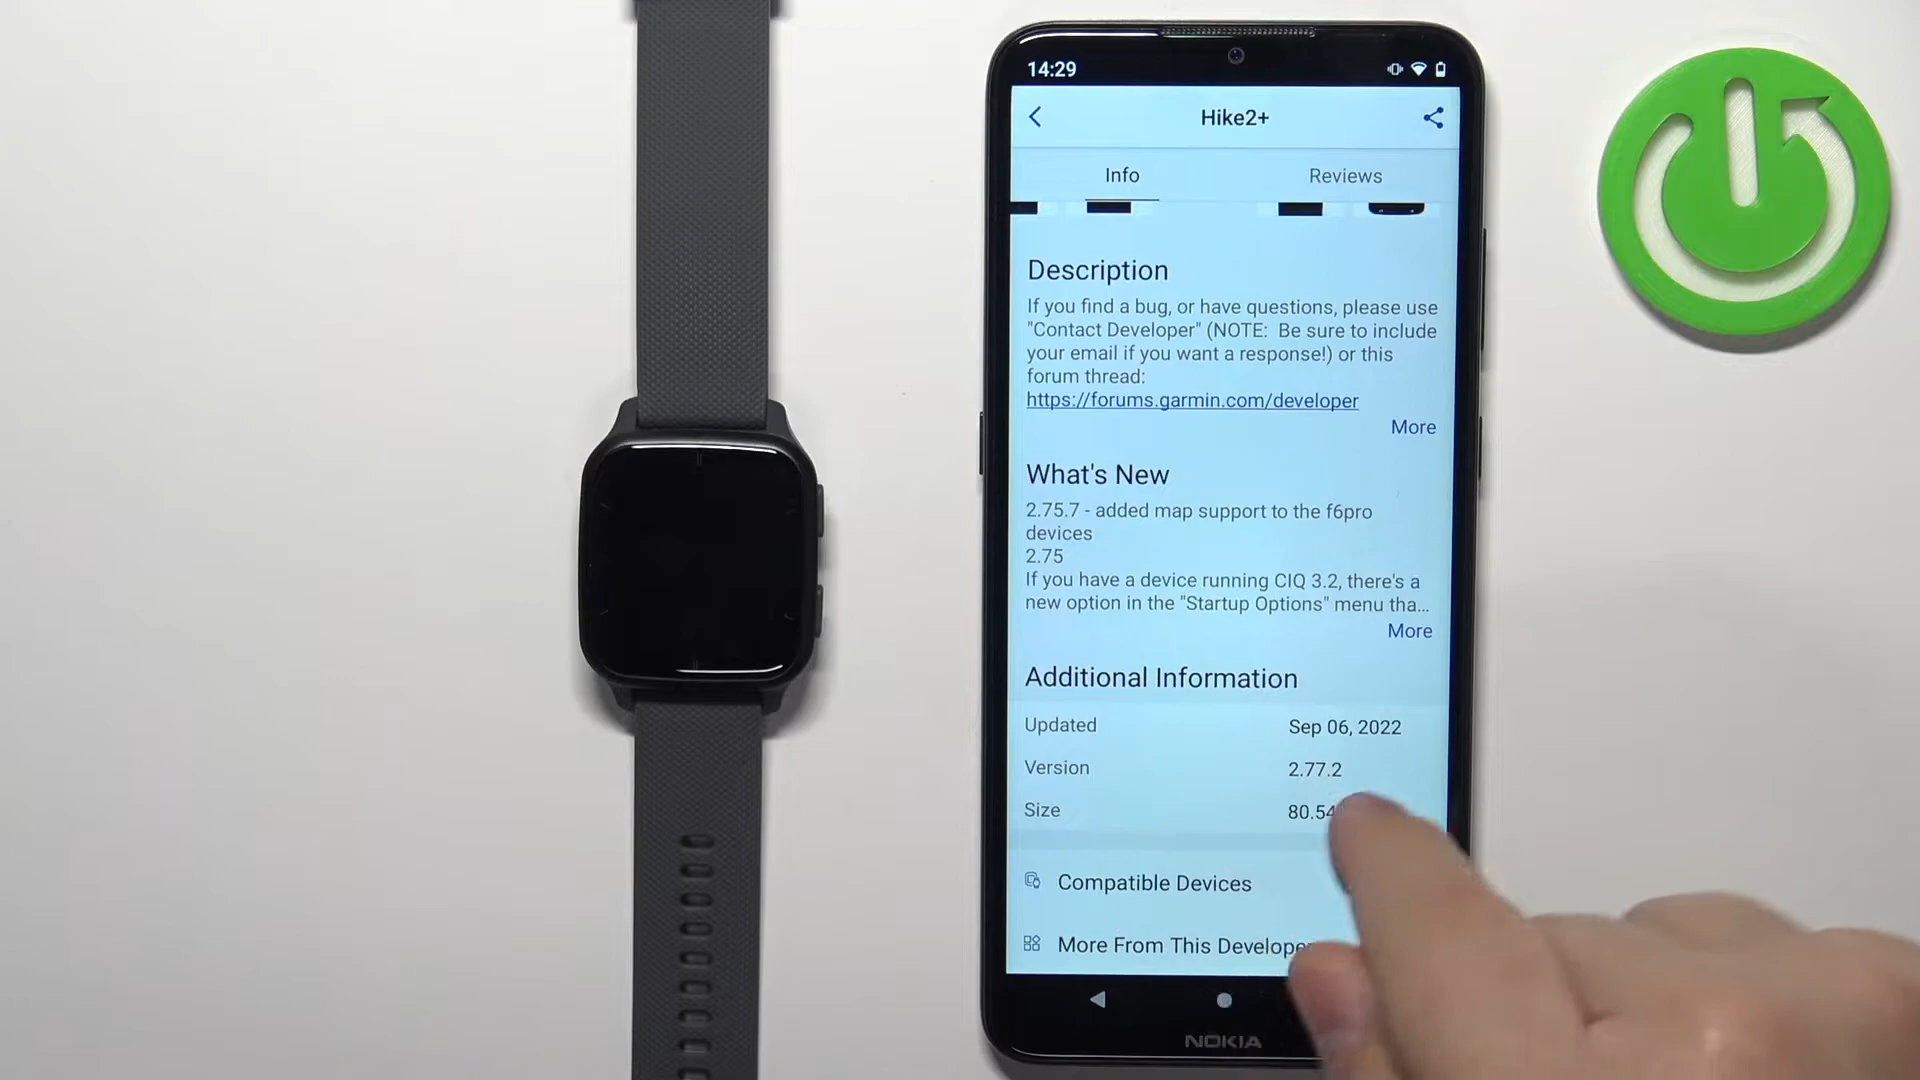 14:29
Hike2+
Info
Reviews
Description
If you find a bug, or have questions, please use
"Contact Developer" (NOTE: Be sure to include
your email if you want a response!) or this
forum thread:
https://forums.garmin.com/developer
More
What's New
2.75.7 - added map support to the f6pro
devices
2.75
If you have a device running CIQ 3.2, there's a
new option in the "Startup Options" menu tha...
More
Additional Information
Updated Sep 06, 2022
Version 2.77.2
Size 80.54
Compatible Devices
More From This Developer
NOKIA